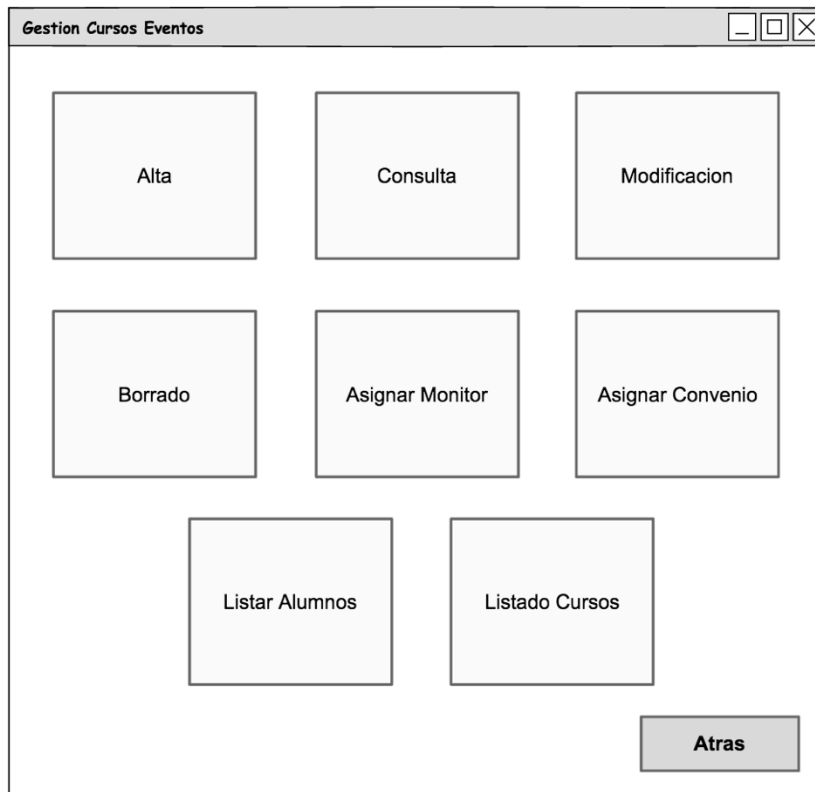 Gestion Cursos Eventos
Alta
Consulta
Modificacion
Borrado
Asignar Monitor
Asignar Convenio
Listar Alumnos
Listado Cursos
Atras